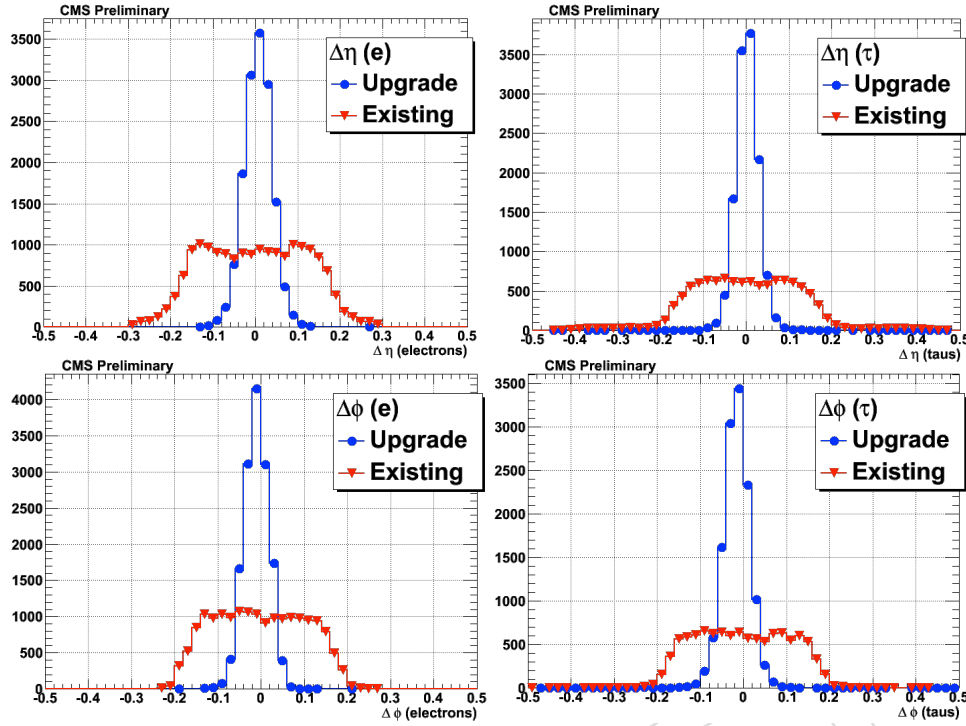 CMS Preliminary
Δη (e)
Upgrade
Existing
3500
3000
2500
2000
1500
1000
500
0
-0.5 -0.4 -0.3 -0.2 -0.1 0 0.1 0.2 0.3 0.4 0.5
Δ η (electrons)
CMS Preliminary
Δη (τ)
Upgrade
Existing
3500
3000
2500
2000
1500
1000
500
0
-0.5 -0.4 -0.3 -0.2 -0.1 0 0.1 0.2 0.3 0.4 0.5
Δ η (taus)
CMS Preliminary
Δϕ (e)
Upgrade
Existing
4000
3500
3000
2500
2000
1500
1000
500
0
-0.5 -0.4 -0.3 -0.2 -0.1 0 0.1 0.2 0.3 0.4 0.5
Δ ϕ (electrons)
CMS Preliminary
Δϕ (τ)
Upgrade
Existing
3500
3000
2500
2000
1500
1000
500
0
-0.5 -0.4 -0.3 -0.2 -0.1 0 0.1 0.2 0.3 0.4 0.5
Δ ϕ (taus)